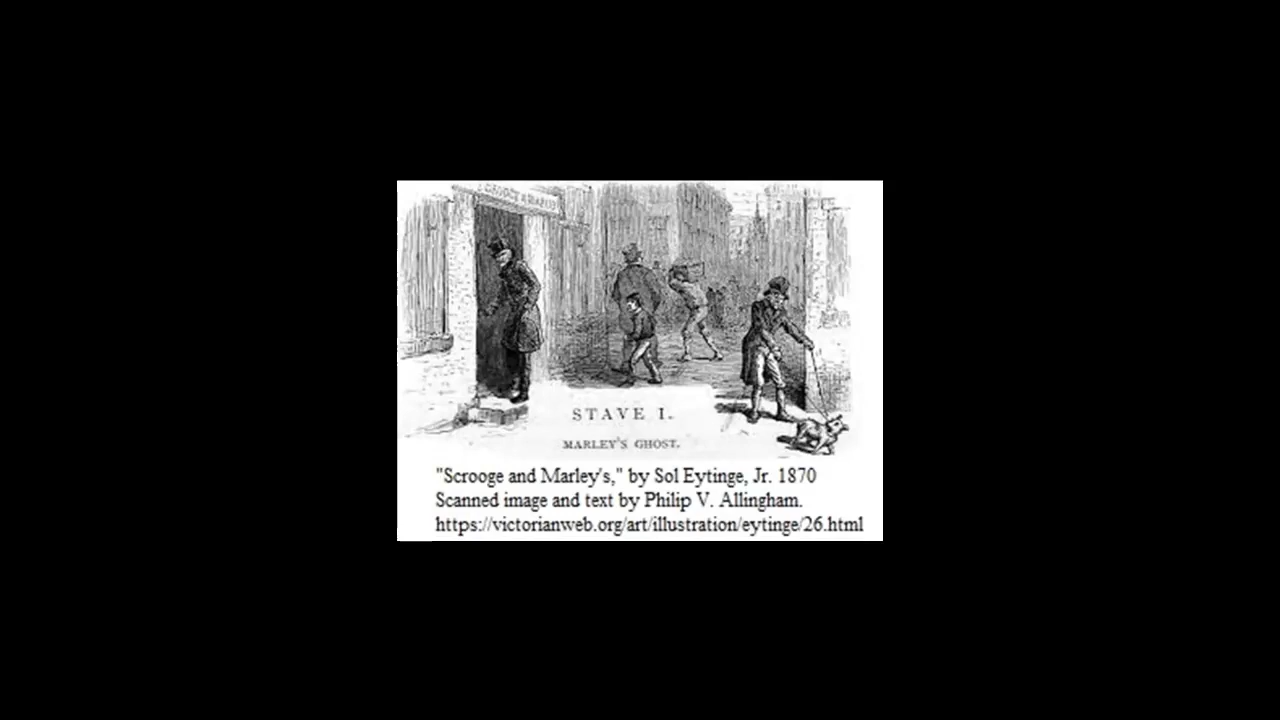 STAVE I.
MARLEY'S GHOST.
"Scrooge and Marley's," by Sol Eytinge, Jr. 1870
Scanned image and text by Philip V. Allingham.
https://victorianweb.org/art/illustration/eytinge/26.html